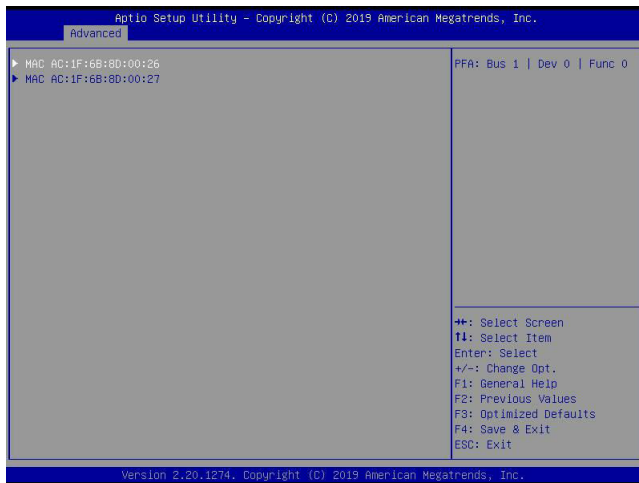 Aptio Setup Utility – Copyright (C) 2019 American Megatrends, Inc.
Advanced
▶ MAC AC:1F:6B:8D:00:26
▶ MAC AC:1F:6B:8D:00:27
PFA: Bus 1 | Dev 0 | Func 0
→←: Select Screen
↑↓: Select Item
Enter: Select
+/-: Change Opt.
F1: General Help
F2: Previous Values
F3: Optimized Defaults
F4: Save & Exit
ESC: Exit
Version 2.20.1274. Copyright (C) 2019 American Megatrends, Inc.